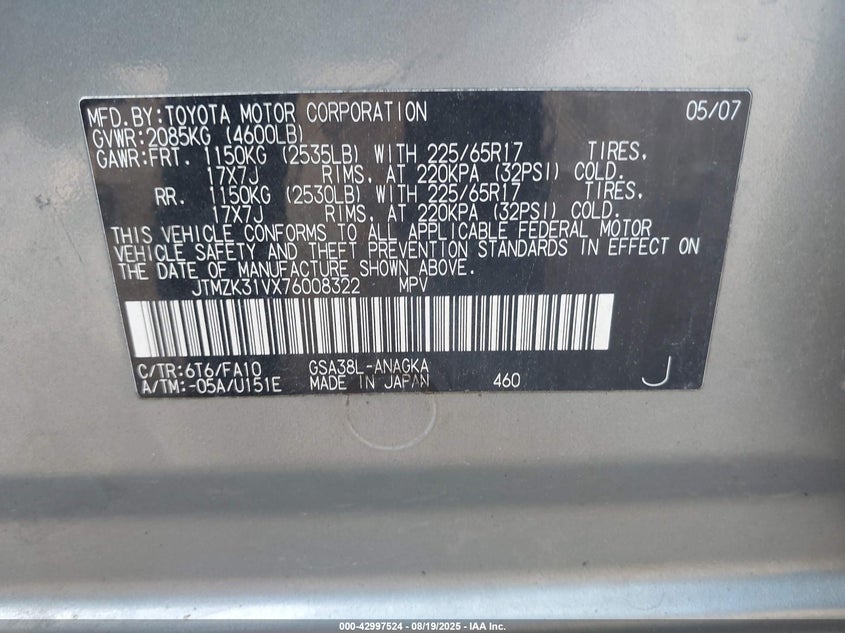 MFD.BY:TOYOTA MOTOR CORPORATION 05/07
GVWR:2085KG (4600LB)
GAWR:FRT. 1150KG (2535LB) WITH 225/65R17 TIRES,
17X7J RIMS, AT 220KPA (32PSI) COLD.
RR. 1150KG (2530LB) WITH 225/65R17 TIRES,
17X7J RIMS, AT 220KPA (32PSI) COLD.
THIS VEHICLE CONFORMS TO ALL APPLICABLE FEDERAL MOTOR
VEHICLE SAFETY AND THEFT PREVENTION STANDARDS IN EFFECT ON
THE DATE OF MANUFACTURE SHOWN ABOVE.
JTMZK31VX76008322 MPV
C/TR:6T6/FA10 GSA38L-ANAGKA
A/TM:-05A/U151E MADE IN JAPAN 460 J
000-42997524 - 08/19/2025 - IAA Inc.